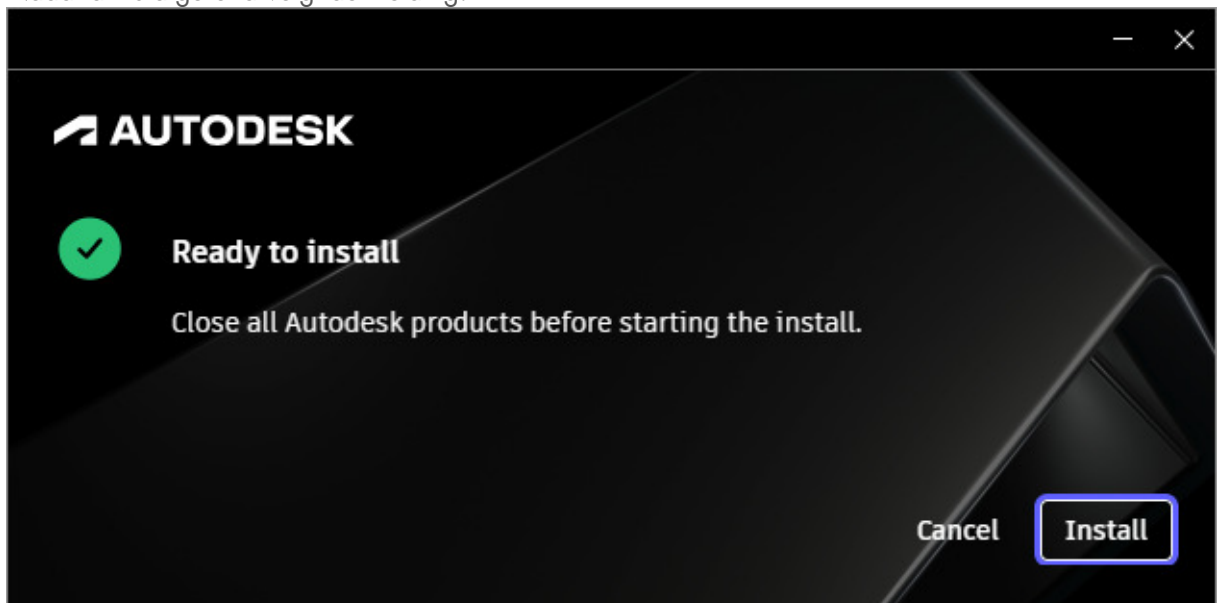 AUTODESK
Ready to install
Close all Autodesk products before starting the install.
Cancel Install